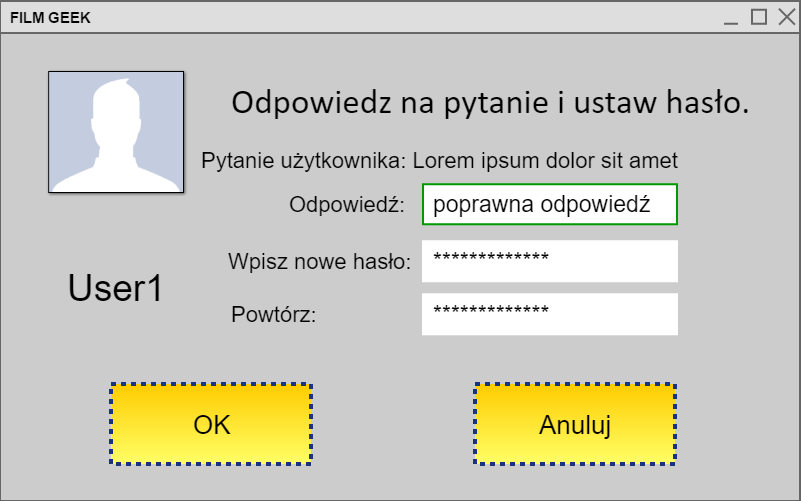 FILM GEEK
Odpowiedz na pytanie i ustaw hasło.
Pytanie użytkownika: Lorem ipsum dolor sit amet
Odpowiedź: poprawna odpowiedź
Wpisz nowe hasło: *************
User1
Powtórz: *************
OK Anuluj